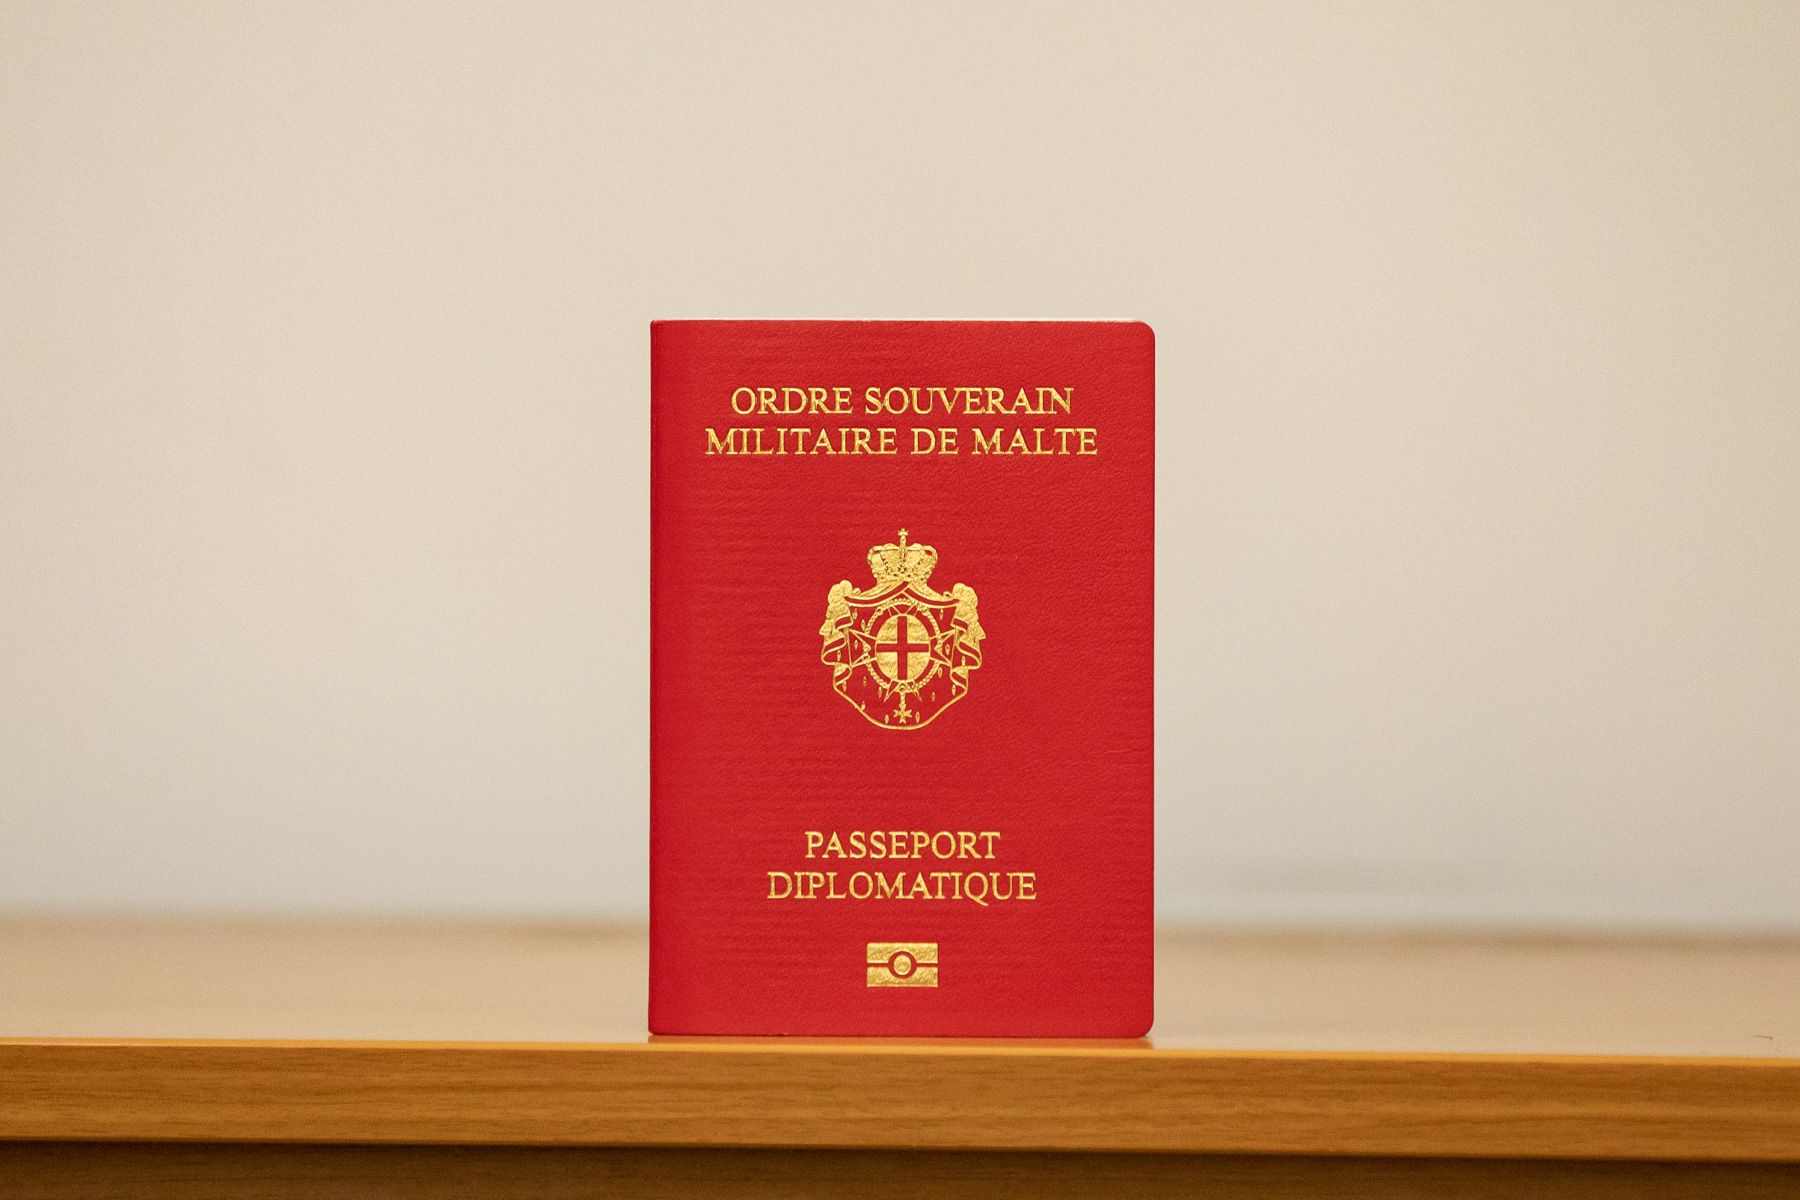 ORDRE SOUVERAIN
MILITAIRE DE MALTE
PASSEPORT
DIPLOMATIQUE